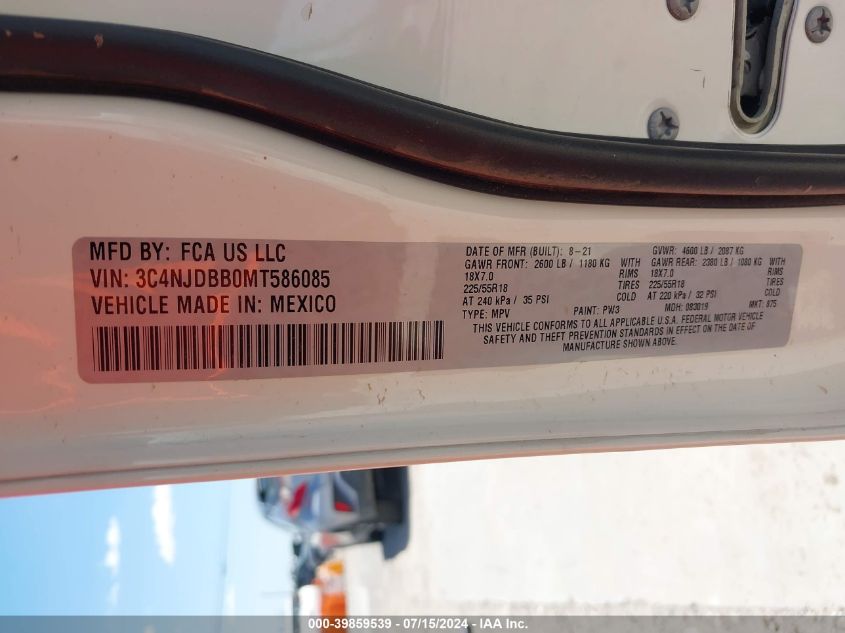 MFD BY: FCA US LLC
VIN: 3C4NJDBB0MT586085
VEHICLE MADE IN: MEXICO
DATE OF MFR (BUILT): 8-21 GVWR: 4600 LB / 2087 KG
GAWR FRONT: 2600 LB / 1180 KG WITH GAWR REAR: 2380 LB / 1080 KG WITH
18X7.0 RIMS 18X7.0 RIMS
225/55R18 TIRES 225/55R18 TIRES
AT 240 kPa / 35 PSI COLD AT 220 kPa / 32 PSI COLD
TYPE: MPV PAINT: PW3 MDH: 083019 MKT: 875
THIS VEHICLE CONFORMS TO ALL APPLICABLE U.S.A. FEDERAL MOTOR VEHICLE
SAFETY AND THEFT PREVENTION STANDARDS IN EFFECT ON THE DATE OF
MANUFACTURE SHOWN ABOVE.
000-39859539 - 07/15/2024 - IAA Inc.